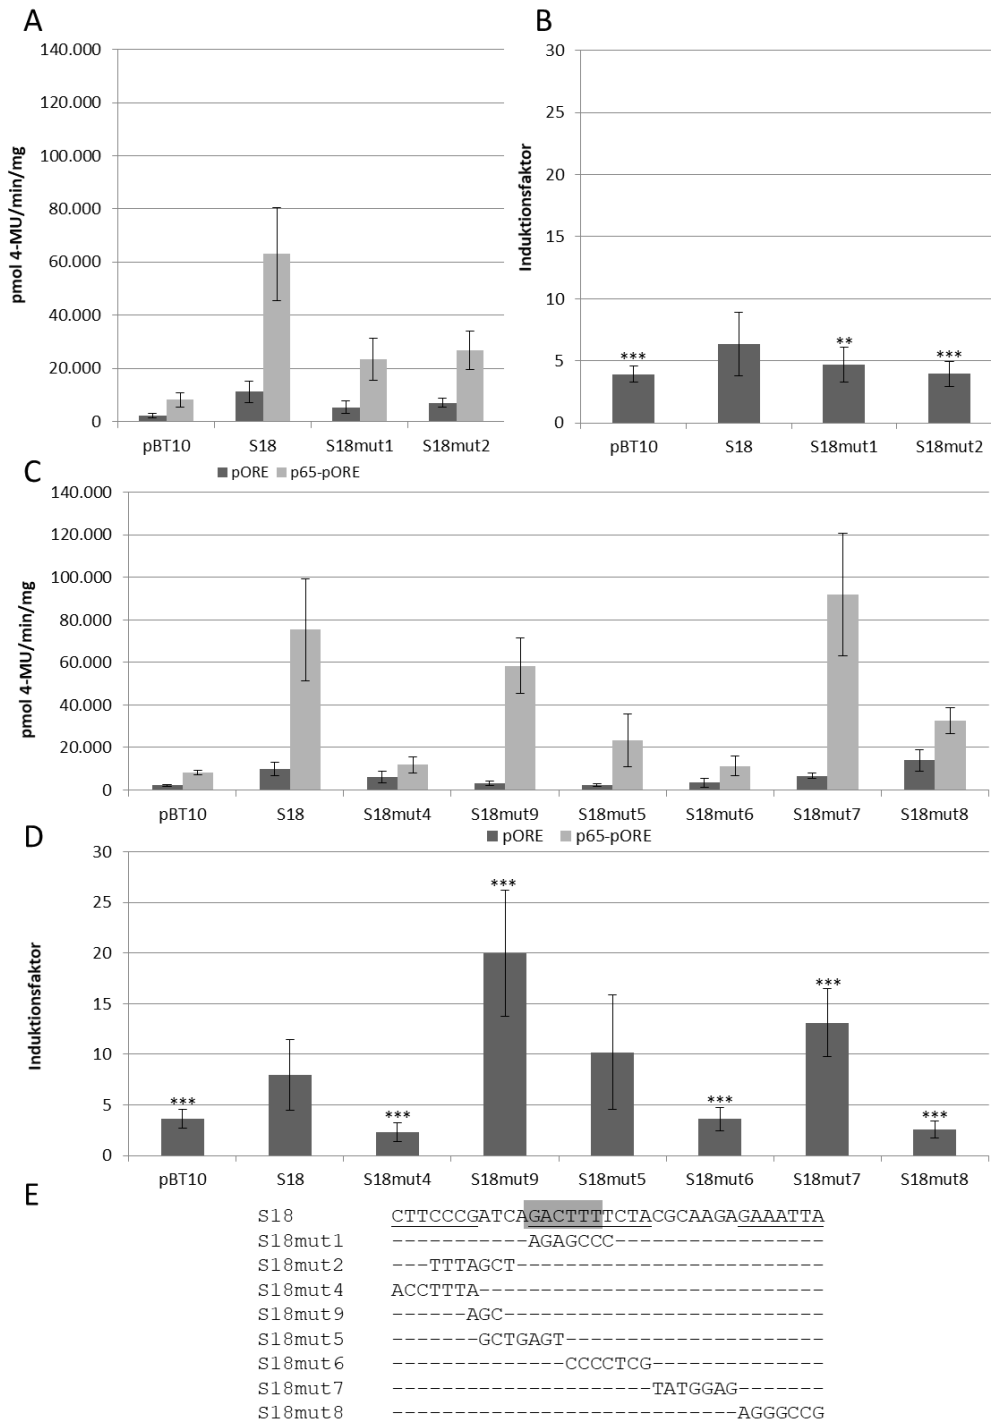 A
pmol 4-MU/min/mg
140.000
120.000
100.000
80.000
60.000
40.000
20.000
0
pBT10 S18 S18mut1 S18mut2
pORE p65-pORE
B
Induktionsfaktor
30
25
20
15
10
5
0
*** ** ***
pBT10 S18 S18mut1 S18mut2
C
pmol 4-MU/min/mg
140.000
120.000
100.000
80.000
60.000
40.000
20.000
0
pBT10 S18 S18mut4 S18mut9 S18mut5 S18mut6 S18mut7 S18mut8
pORE p65-pORE
D
Induktionsfaktor
30
25
20
15
10
5
0
*** *** *** *** *** ***
pBT10 S18 S18mut4 S18mut9 S18mut5 S18mut6 S18mut7 S18mut8
E
S18 CTTCCCGATCAGACTTTTCTACGCAAGAGAAATTA
S18mut1 -----------AGAGCCC-----------------
S18mut2 ---TTTAGCT-------------------------
S18mut4 ACCTTTA----------------------------
S18mut9 ------AGC--------------------------
S18mut5 -------GCTGAGT---------------------
S18mut6 --------------CCCCTCG--------------
S18mut7 ---------------------TATGGAG-------
S18mut8 ----------------------------AGGGCCG